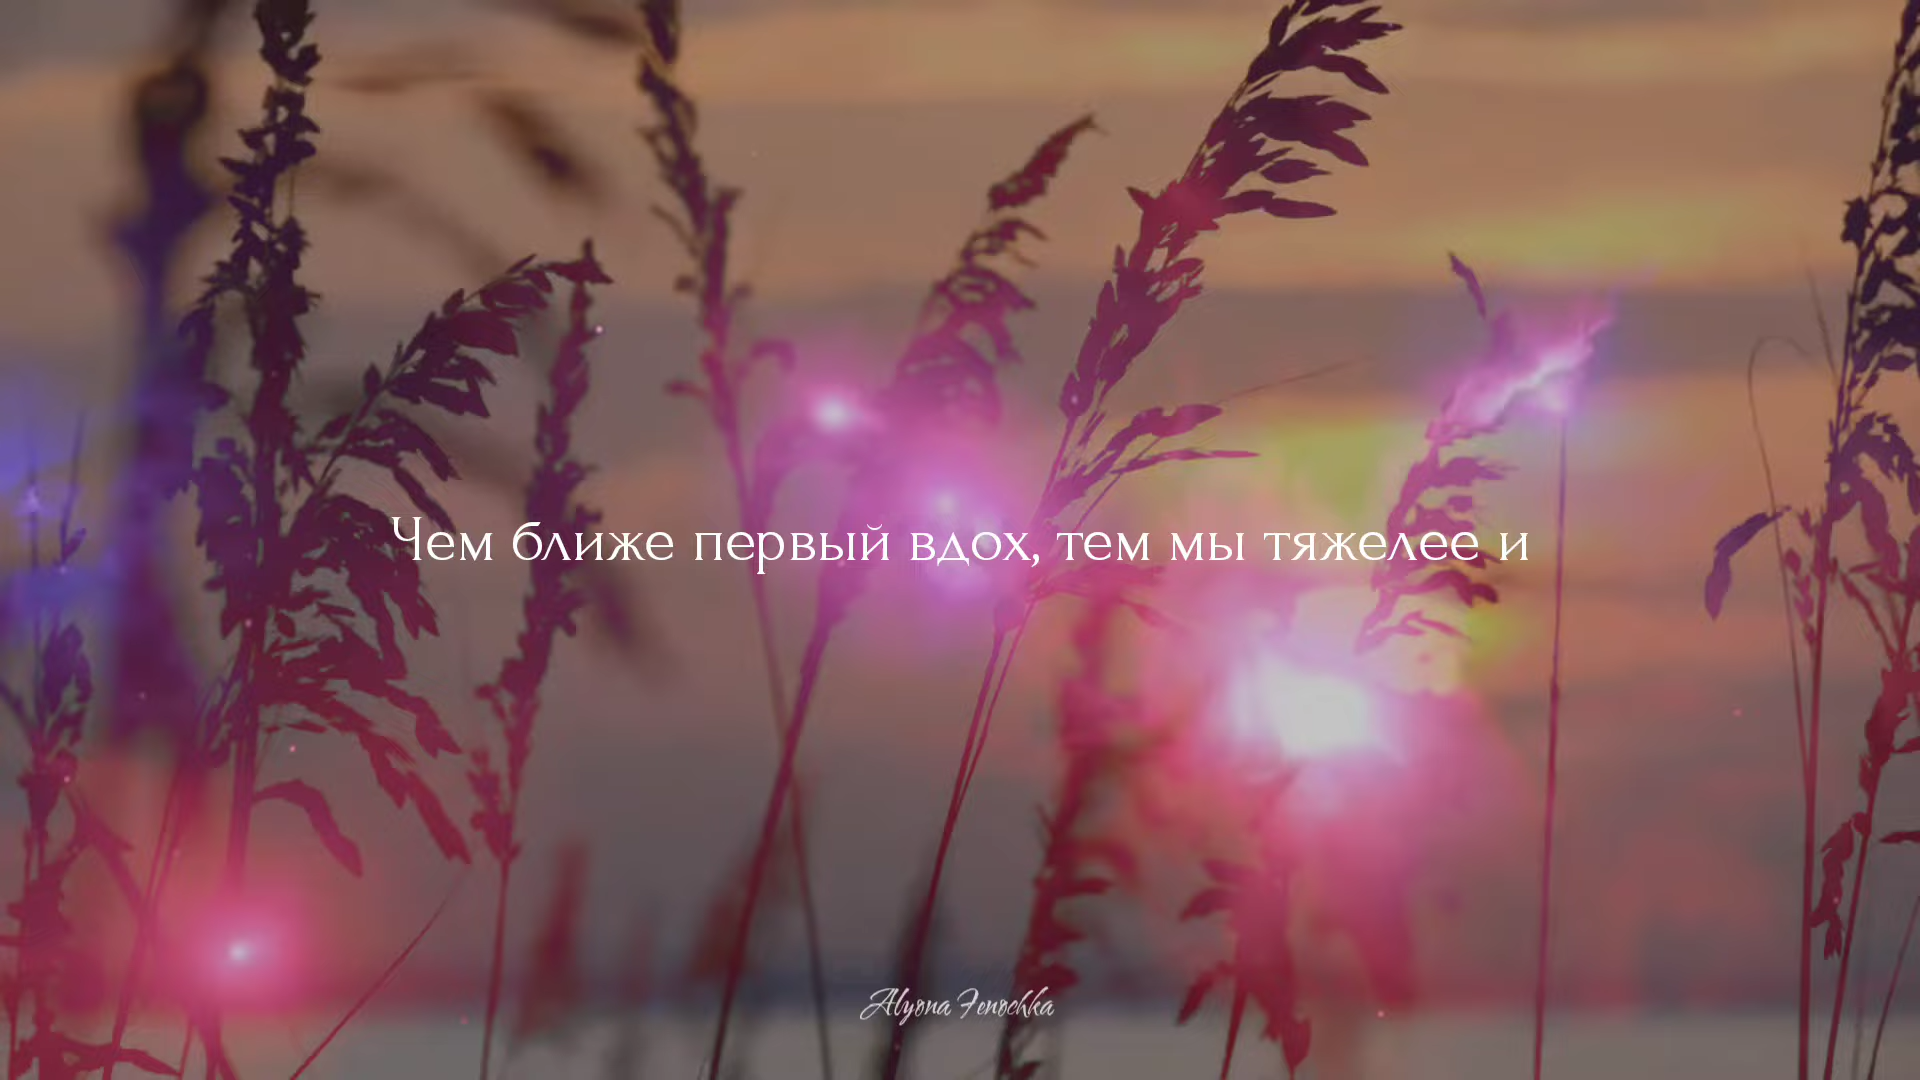 Чем ближе первый вдох, тем мы тяжелее и
Alyona Fenochka